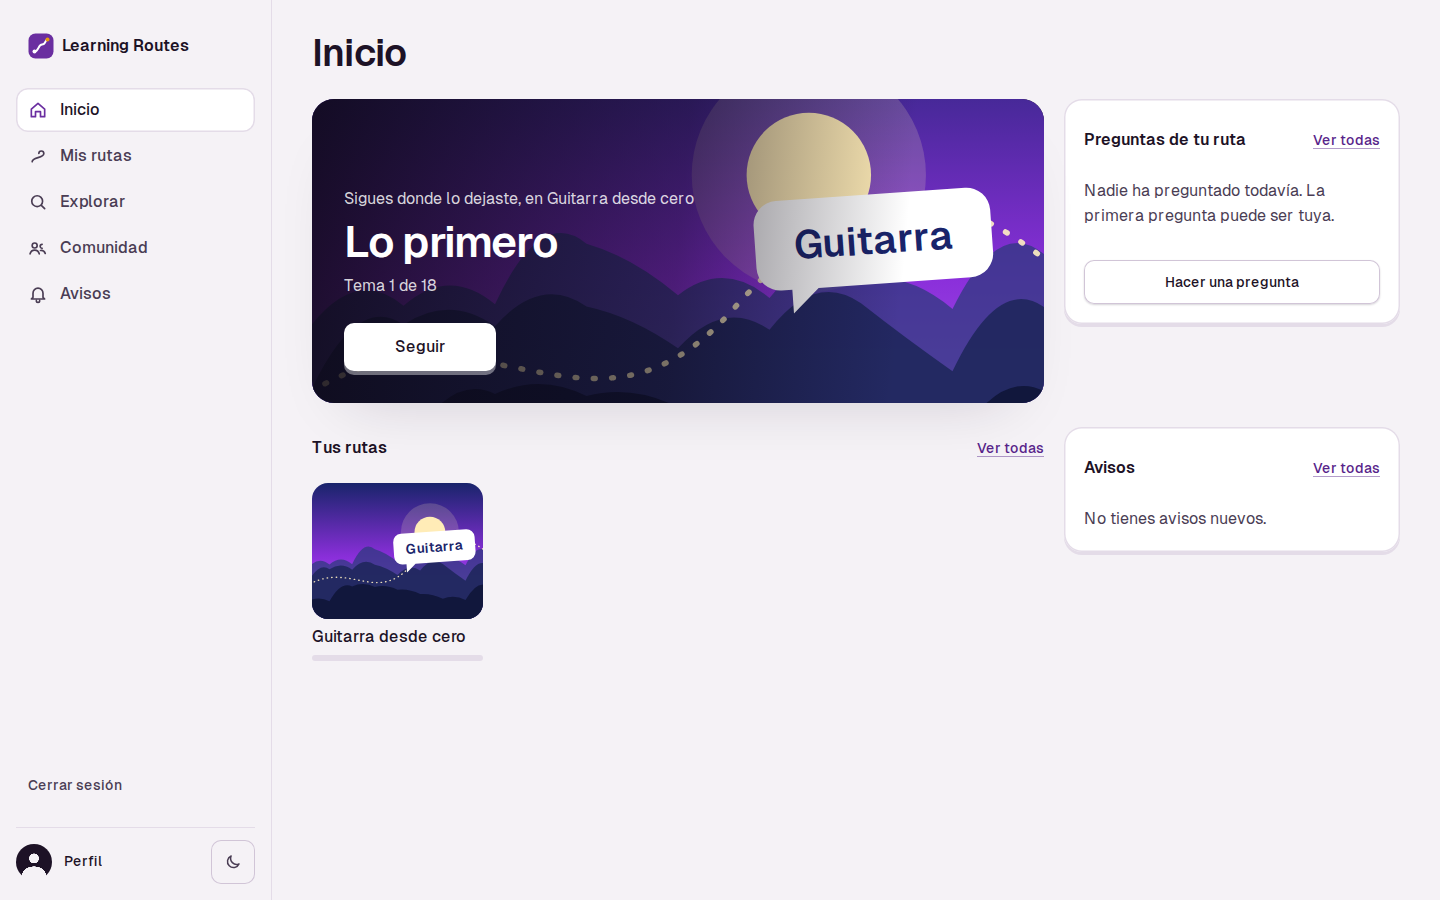 Learning Routes
Inicio
Mis rutas
Explorar
Comunidad
Avisos
Cerrar sesión
Perfil
Inicio
Sigues donde lo dejaste, en Guitarra desde cero
Lo primero
Tema 1 de 18
Seguir
Guitarra
Tus rutas
Ver todas
Guitarra
Guitarra desde cero
Preguntas de tu ruta
Ver todas
Nadie ha preguntado todavía. La
primera pregunta puede ser tuya.
Hacer una pregunta
Avisos
Ver todas
No tienes avisos nuevos.